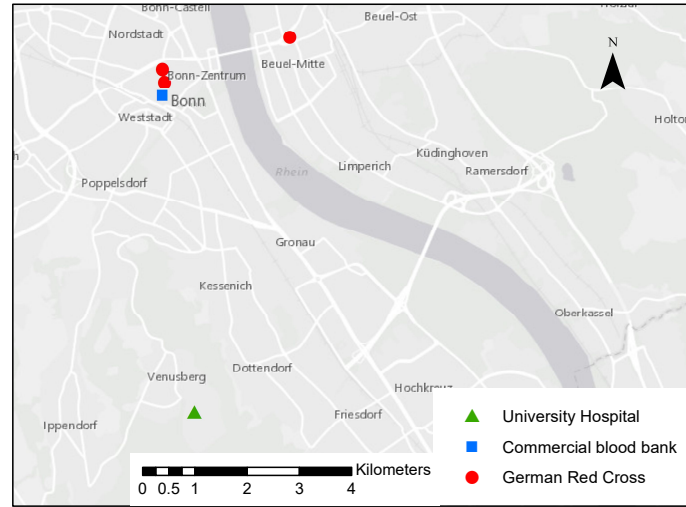 Bonn-Castell
Beuel-Ost
Nordstadt
N
Beuel-Mitte
Bonn-Zentrum
Bonn
Weststadt
Holto
Küdinghoven
Limperich
Ramersdorf
Rhein
Poppelsdorf
Gronau
Kessenich
Oberkassel
Dottendorf
Venusberg
Hochkreuz
Friesdorf
Ippendorf
University Hospital
Commercial blood bank
German Red Cross
Kilometers
0 0.5 1 2 3 4